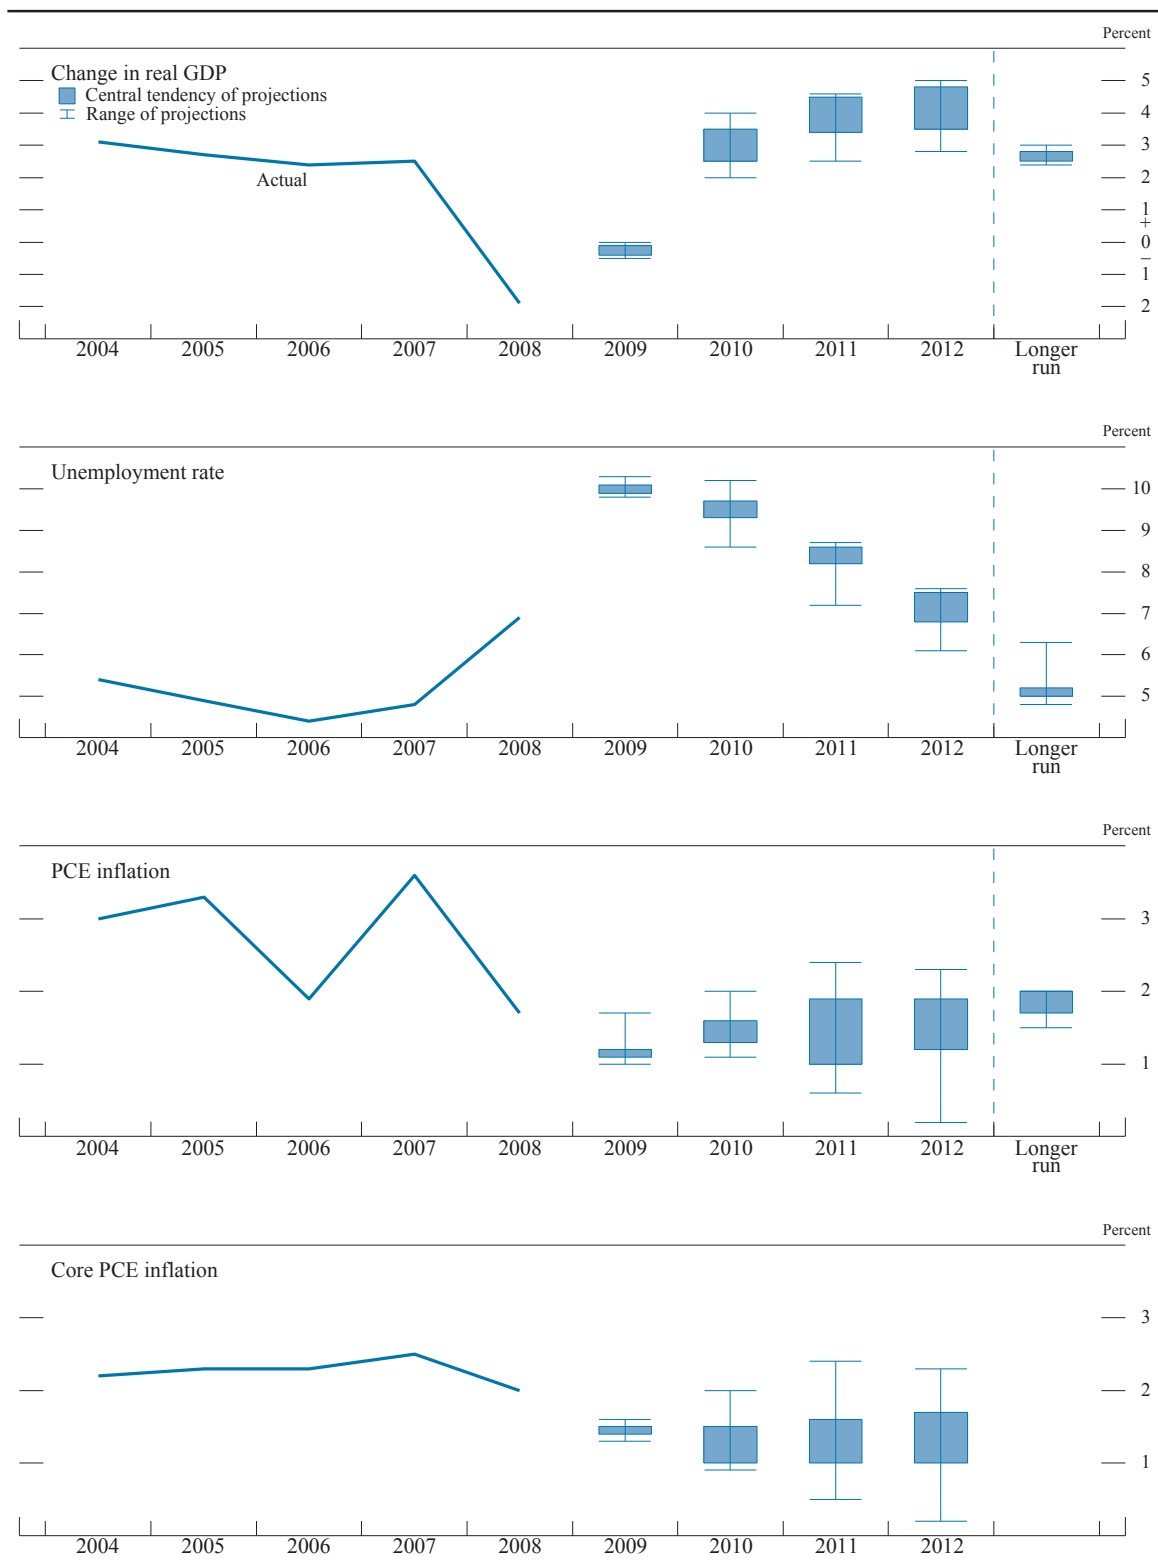 Percent
Change in real GDP
Central tendency of projections
Range of projections
Actual
5
4
3
2
1
+
0
_
1
2
2004 2005 2006 2007 2008 2009 2010 2011 2012 Longer run
Percent
Unemployment rate
10
9
8
7
6
5
2004 2005 2006 2007 2008 2009 2010 2011 2012 Longer run
Percent
PCE inflation
3
2
1
2004 2005 2006 2007 2008 2009 2010 2011 2012 Longer run
Percent
Core PCE inflation
3
2
1
2004 2005 2006 2007 2008 2009 2010 2011 2012